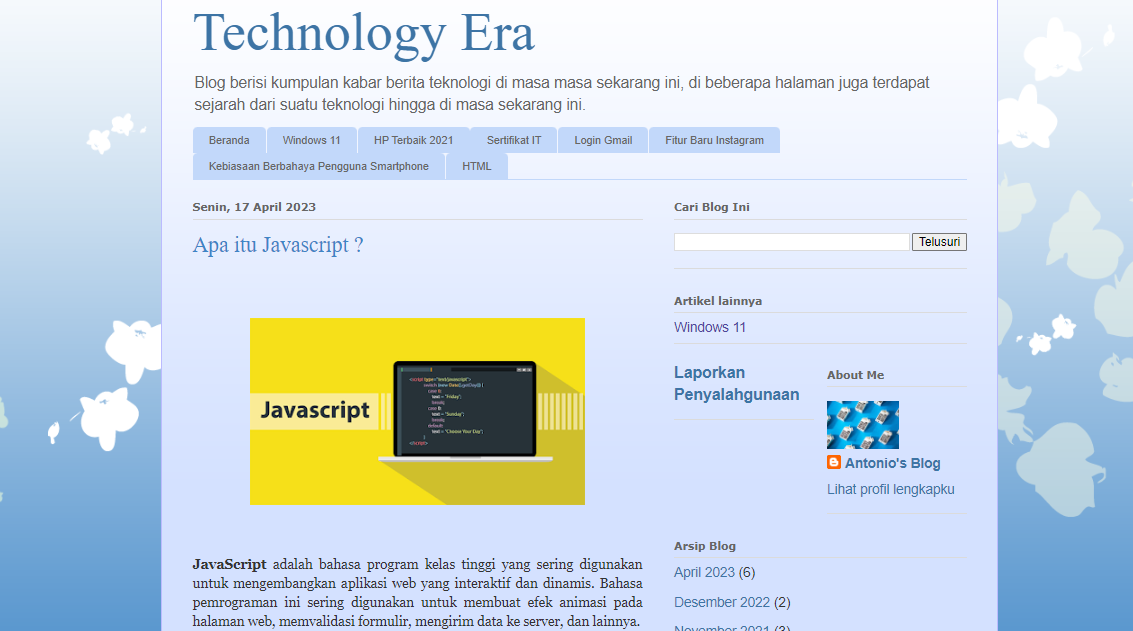 Technology Era
Blog berisi kumpulan kabar berita teknologi di masa masa sekarang ini, di beberapa halaman juga terdapat
sejarah dari suatu teknologi hingga di masa sekarang ini.
Beranda
Windows 11
HP Terbaik 2021
Sertifikat IT
Login Gmail
Fitur Baru Instagram
Kebiasaan Berbahaya Pengguna Smartphone
HTML
Senin, 17 April 2023
Apa itu Javascript ?
Javascript
<script type="text/javascript">
switch (new Date().getDay()) {
case 6:
text = "Friday";
break;
case 0:
text = "Sunday";
break;
default:
text = "Choose Your Day";
}
</script>
JavaScript adalah bahasa program kelas tinggi yang sering digunakan
untuk mengembangkan aplikasi web yang interaktif dan dinamis. Bahasa
pemrograman ini sering digunakan untuk membuat efek animasi pada
halaman web, memvalidasi formulir, mengirim data ke server, dan lainnya.
Cari Blog Ini
Telusuri
Artikel lainnya
Windows 11
Laporkan
Penyalahgunaan
About Me
Antonio's Blog
Lihat profil lengkapku
Arsip Blog
April 2023 (6)
Desember 2022 (2)
November 2021 (3)